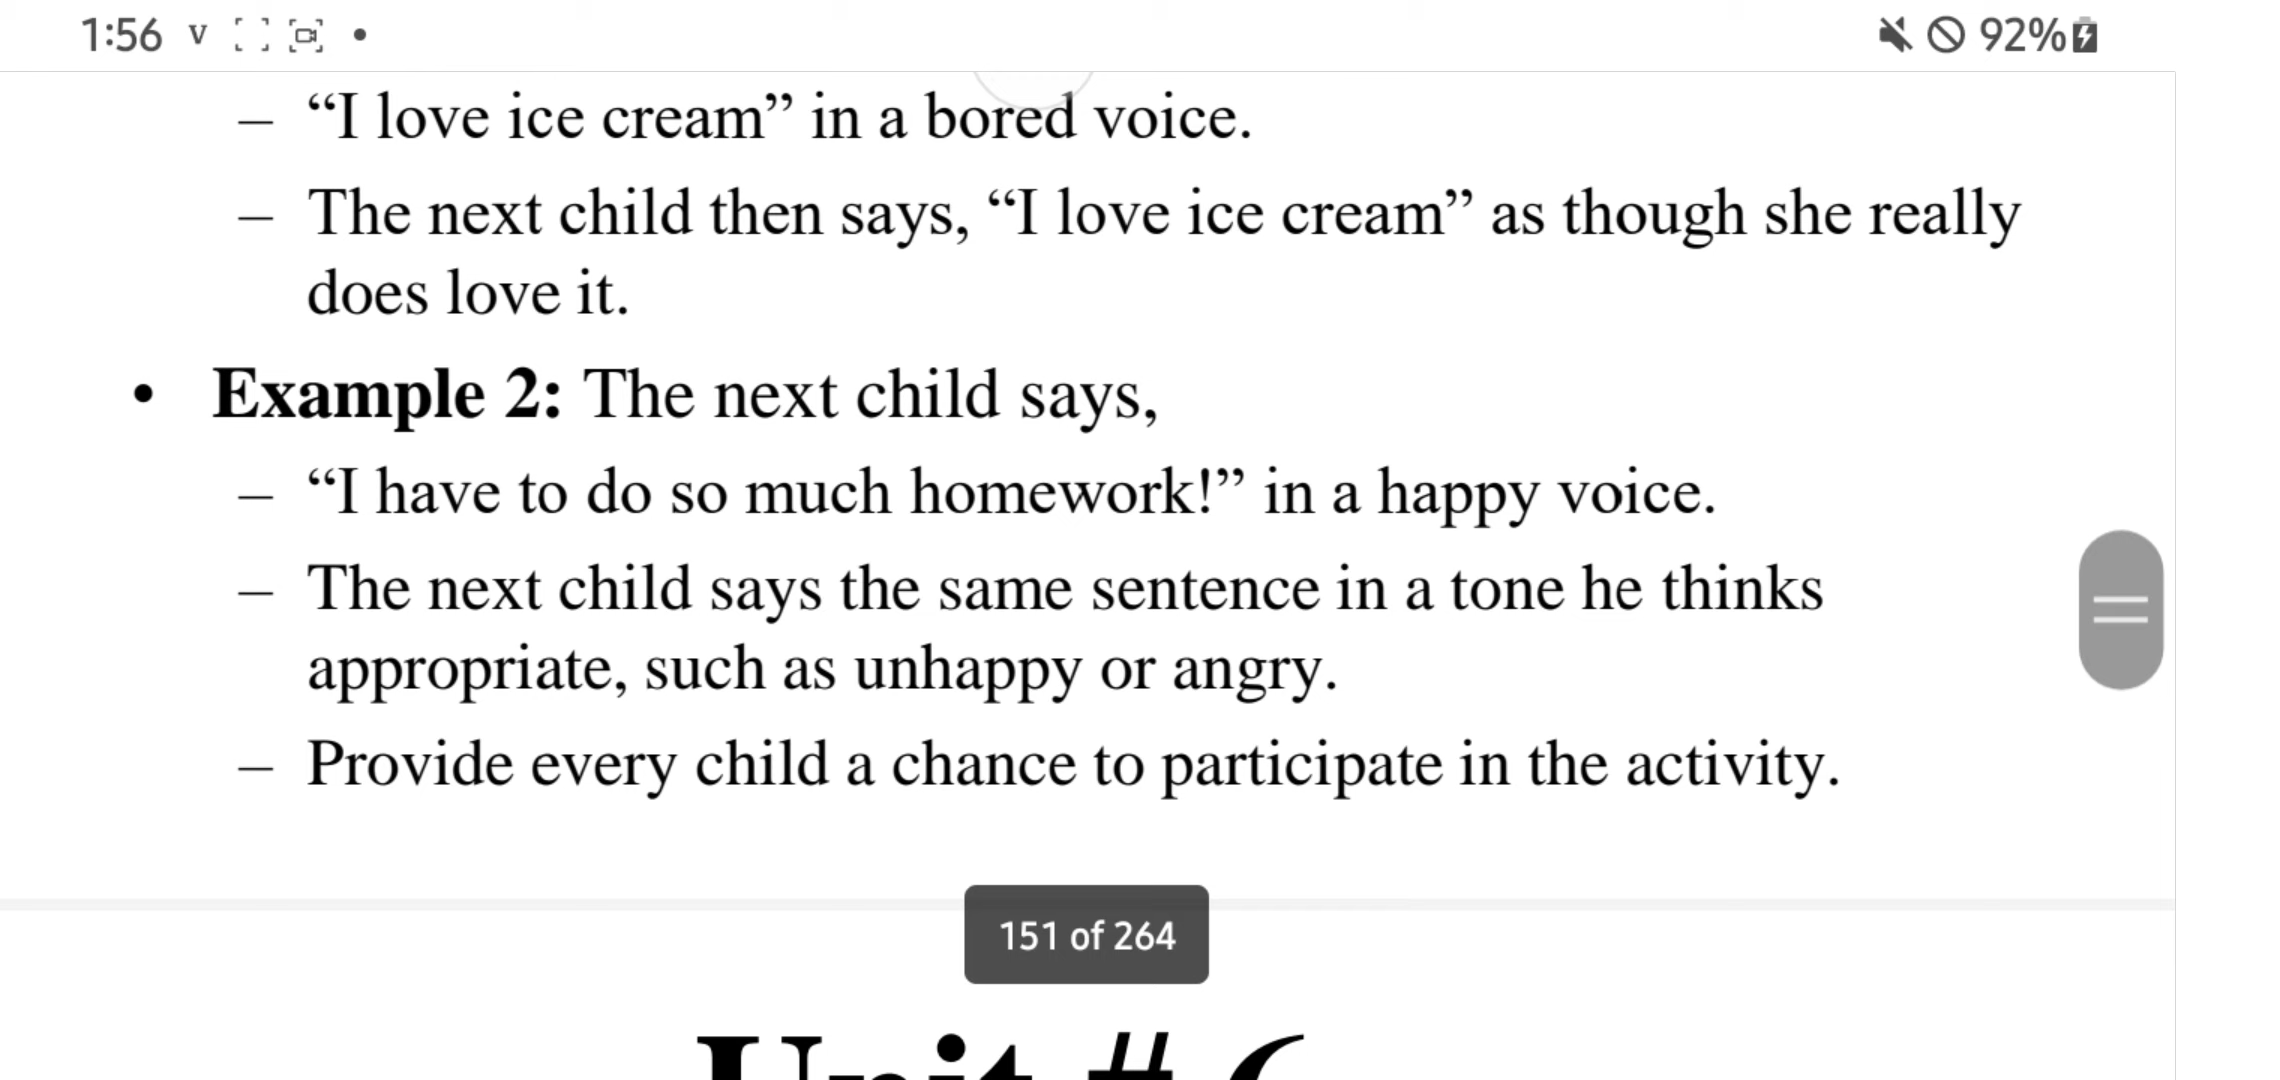 1:56 v 92%
– “I love ice cream” in a bored voice.
– The next child then says, “I love ice cream” as though she really
does love it.
• Example 2: The next child says,
– “I have to do so much homework!” in a happy voice.
– The next child says the same sentence in a tone he thinks
appropriate, such as unhappy or angry.
– Provide every child a chance to participate in the activity.
151 of 264
Unit #6